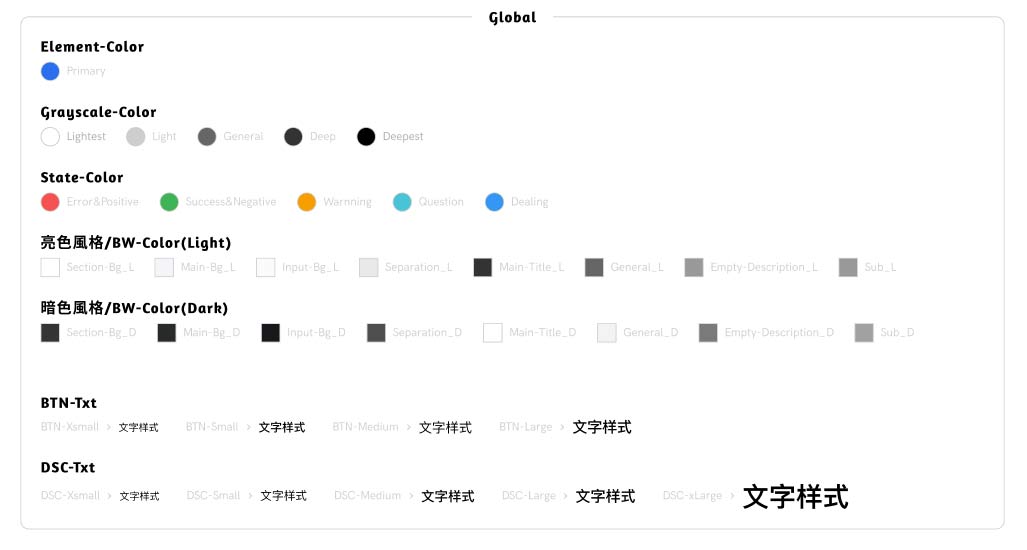 Global
Element-Color
Primary
Grayscale-Color
Lightest Light General Deep Deepest
State-Color
Error&Positive Success&Negative Warnning Question Dealing
亮色風格/BW-Color(Light)
Section-Bg_L Main-Bg_L Input-Bg_L Separation_L Main-Title_L General_L Empty-Description_L Sub_L
暗色風格/BW-Color(Dark)
Section-Bg_D Main-Bg_D Input-Bg_D Separation_D Main-Title_D General_D Empty-Description_D Sub_D
BTN-Txt
BTN-Xsmall > 文字样式 BTN-Small > 文字样式 BTN-Medium > 文字样式 BTN-Large > 文字样式
DSC-Txt
DSC-Xsmall > 文字样式 DSC-Small > 文字样式 DSC-Medium > 文字样式 DSC-Large > 文字样式 DSC-xLarge > 文字样式